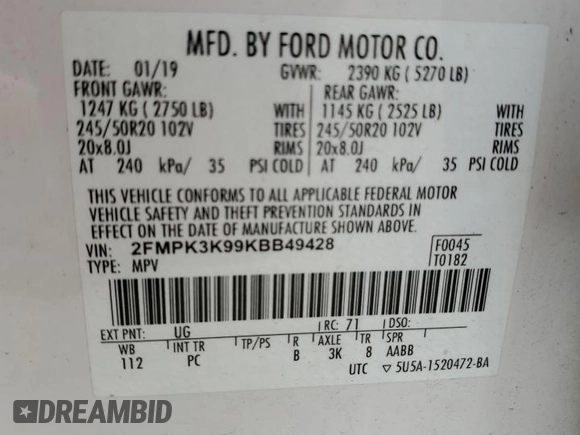 MFD. BY FORD MOTOR CO.
DATE: 01/19 GVWR: 2390 KG ( 5270 LB)
FRONT GAWR: REAR GAWR:
1247 KG ( 2750 LB) WITH 1145 KG ( 2525 LB) WITH
245/50R20 102V TIRES 245/50R20 102V TIRES
20x8.0J RIMS 20x8.0J RIMS
AT 240 kPa/ 35 PSI COLD AT 240 kPa/ 35 PSI COLD
THIS VEHICLE CONFORMS TO ALL APPLICABLE FEDERAL MOTOR
VEHICLE SAFETY AND THEFT PREVENTION STANDARDS IN
EFFECT ON THE DATE OF MANUFACTURE SHOWN ABOVE.
VIN: 2FMPK3K99KBB49428 F0045
TYPE: MPV T0182
EXT PNT: UG RC: 71 DSO:
WB INT TR TP/PS R AXLE TR SPR
112 PC B 3K 8 AABB
UTC ▽ 5U5A-1520472-BA
DREAMBID